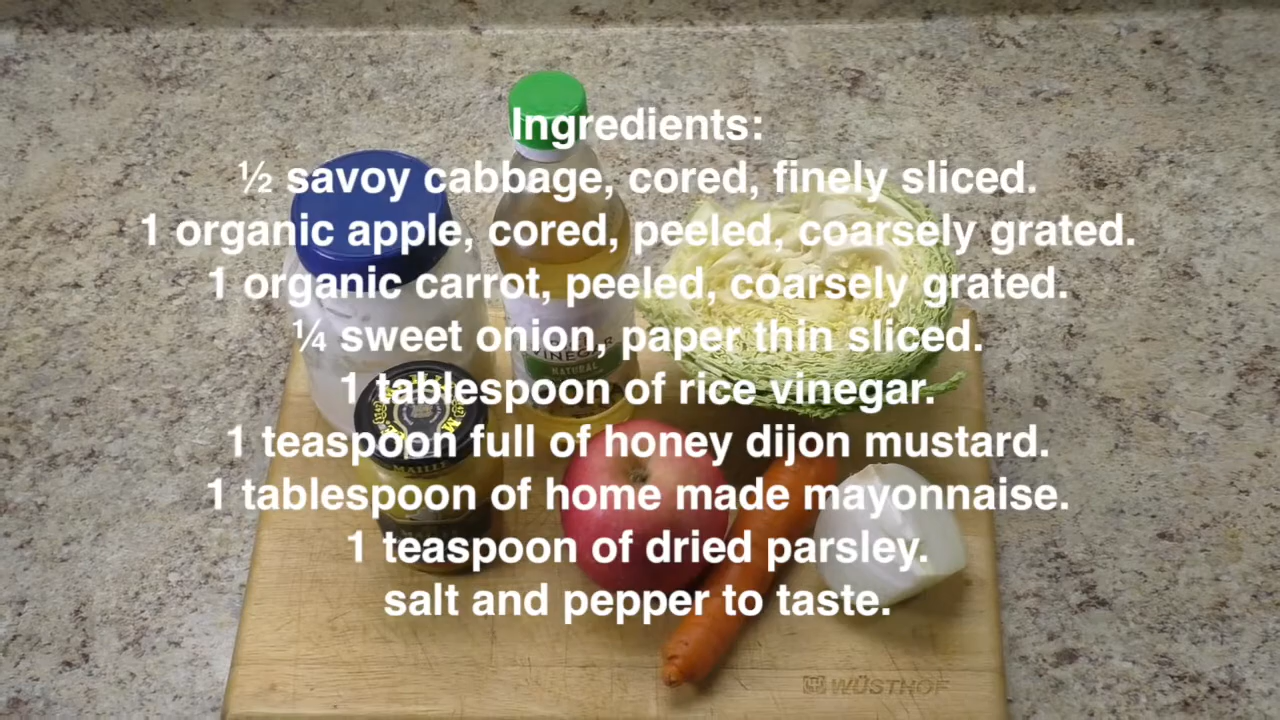 Ingredients:
½ savoy cabbage, cored, finely sliced.
1 organic apple, cored, peeled, coarsely grated.
1 organic carrot, peeled, coarsely grated.
¼ sweet onion, paper thin sliced.
VINEGAR
NATURAL
1 tablespoon of rice vinegar.
1 teaspoon full of honey dijon mustard.
MAILLE
1 tablespoon of home made mayonnaise.
1 teaspoon of dried parsley.
salt and pepper to taste.
WÜSTHOF